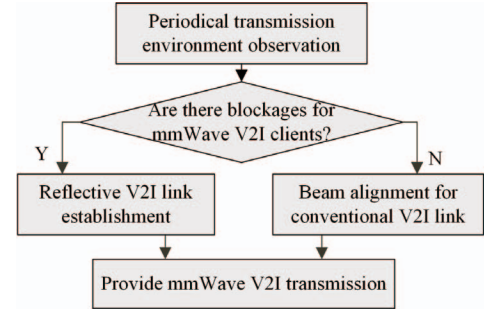 Periodical transmission
environment observation
Are there blockages for
mmWave V2I clients?
Y
N
Reflective V2I link
establishment
Beam alignment for
conventional V2I link
Provide mmWave V2I transmission